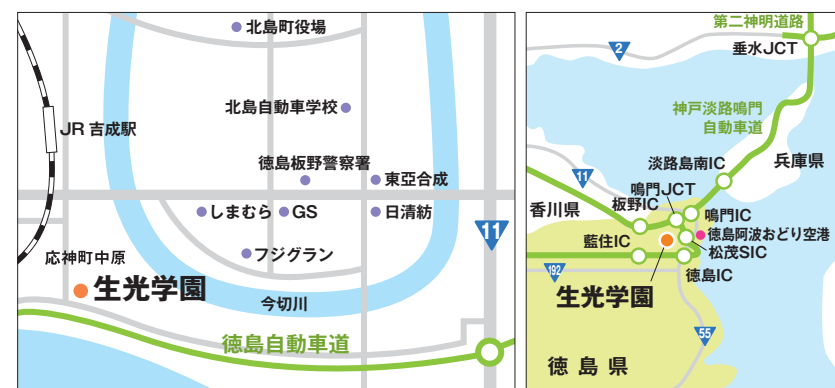 北島町役場
北島自動車学校
JR 吉成駅
徳島板野警察署
東亞合成
しまむら
GS
日清紡
11
フジグラン
応神町中原
生光学園
今切川
徳島自動車道
第二神明道路
2
垂水JCT
神戸淡路鳴門
自動車道
淡路島南IC
兵庫県
11
鳴門JCT
板野IC
香川県
鳴門IC
徳島阿波おどり空港
藍住IC
松茂SIC
192
徳島IC
生光学園
55
徳島県